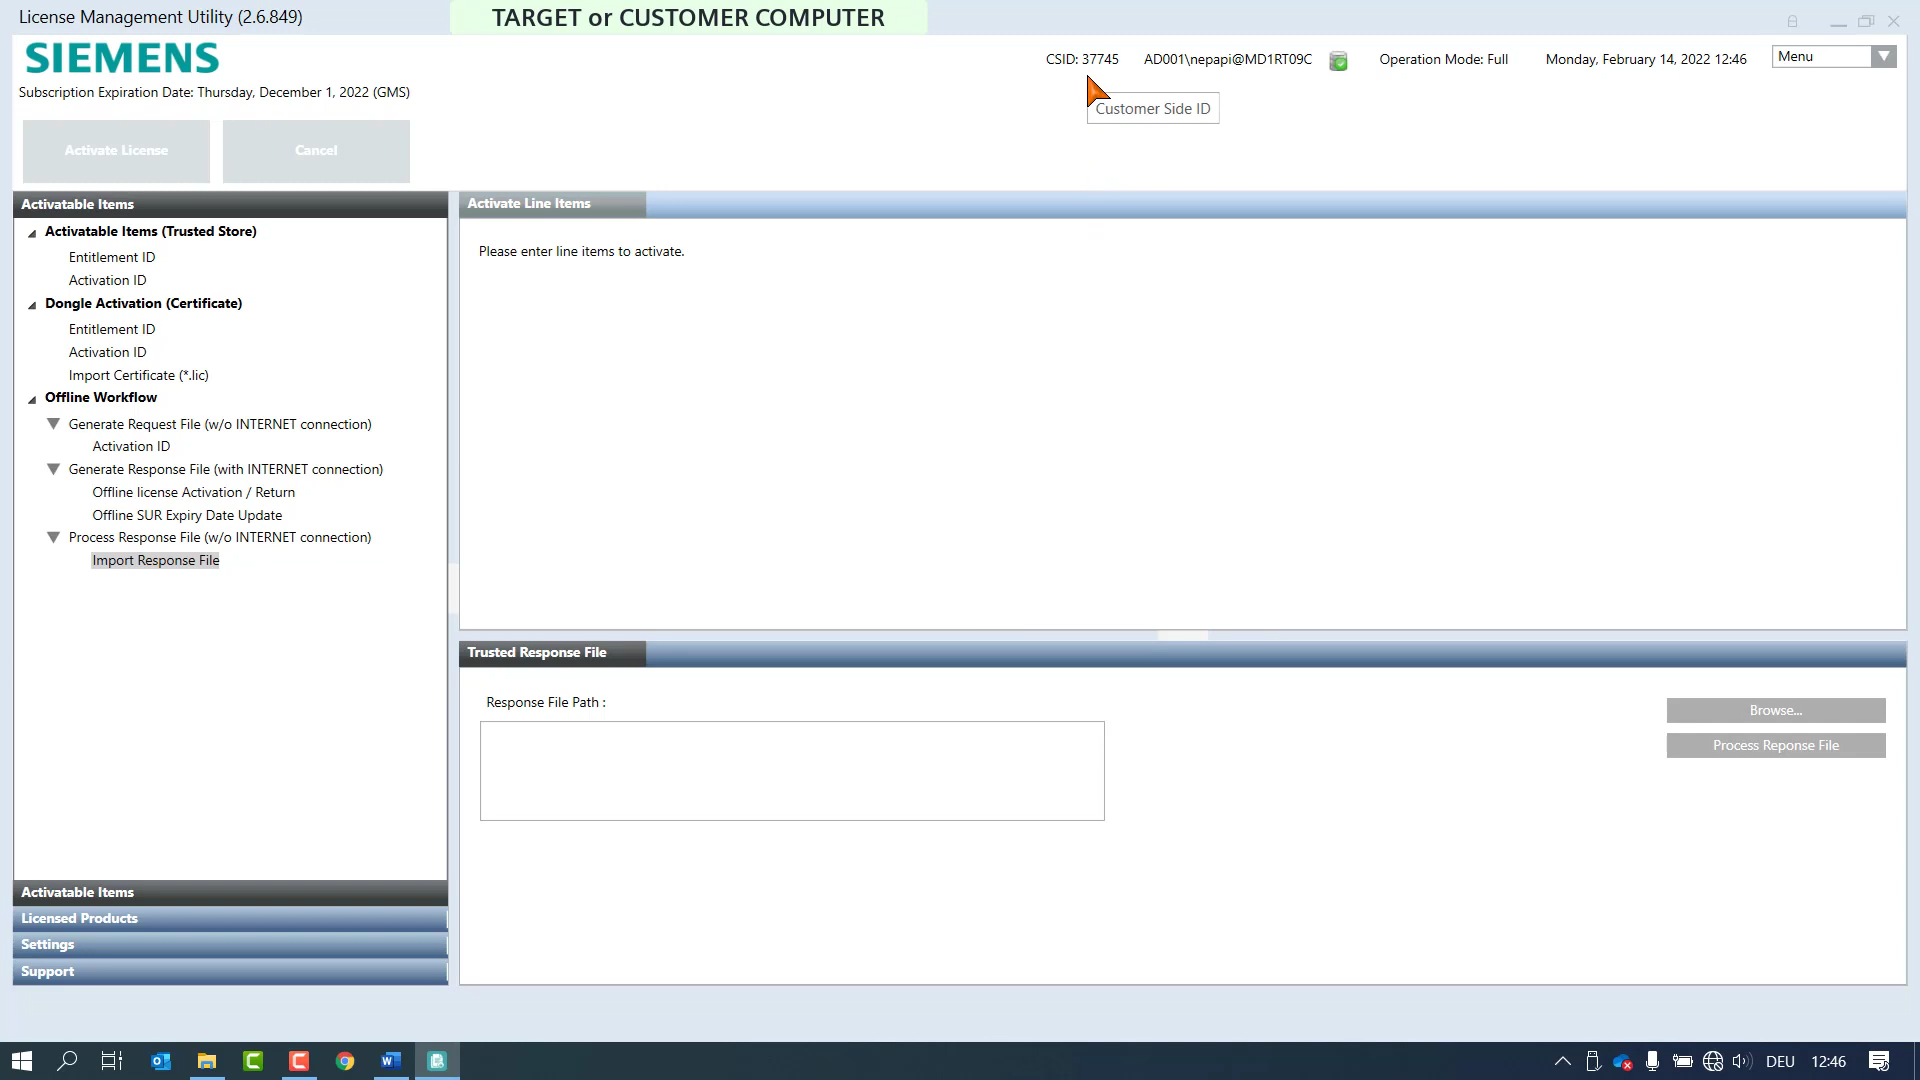 License Management Utility (2.6.849)
TARGET or CUSTOMER COMPUTER
SIEMENS
CSID: 37745
AD001\nepapi@MD1RT09C
Operation Mode: Full
Monday, February 14, 2022 12:46
Menu
Subscription Expiration Date: Thursday, December 1, 2022 (GMS)
Customer Side ID
Activate License
Cancel
Activatable Items
Activatable Items (Trusted Store)
Entitlement ID
Activation ID
Dongle Activation (Certificate)
Entitlement ID
Activation ID
Import Certificate (*.lic)
Offline Workflow
Generate Request File (w/o INTERNET connection)
Activation ID
Generate Response File (with INTERNET connection)
Offline license Activation / Return
Offline SUR Expiry Date Update
Process Response File (w/o INTERNET connection)
Import Response File
Activatable Items
Licensed Products
Settings
Support
Activate Line Items
Please enter line items to activate.
Trusted Response File
Response File Path :
Browse...
Process Reponse File
DEU
12:46